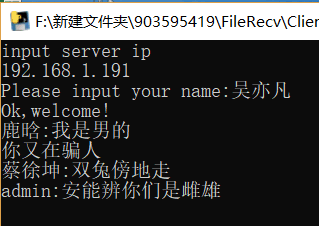 F:\新建文件夹\903595419\FileRecv\Clien
input server ip
192.168.1.191
Please input your name:吴亦凡
Ok,welcome!
鹿晗:我是男的
你又在骗人
蔡徐坤:双兔傍地走
admin:安能辨你们是雌雄